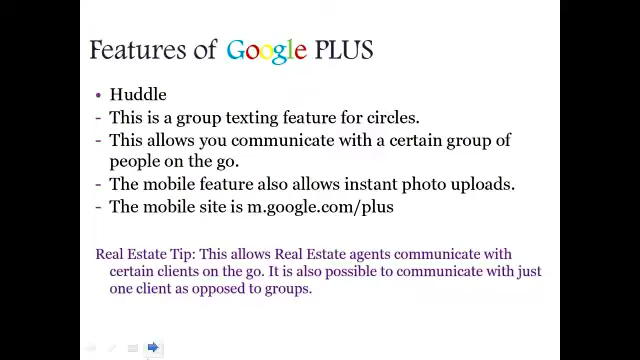 Features of Google PLUS
• Huddle
- This is a group texting feature for circles.
- This allows you communicate with a certain group of
people on the go.
- The mobile feature also allows instant photo uploads.
- The mobile site is m.google.com/plus
Real Estate Tip: This allows Real Estate agents communicate with
certain clients on the go. It is also possible to communicate with just
one client as opposed to groups.